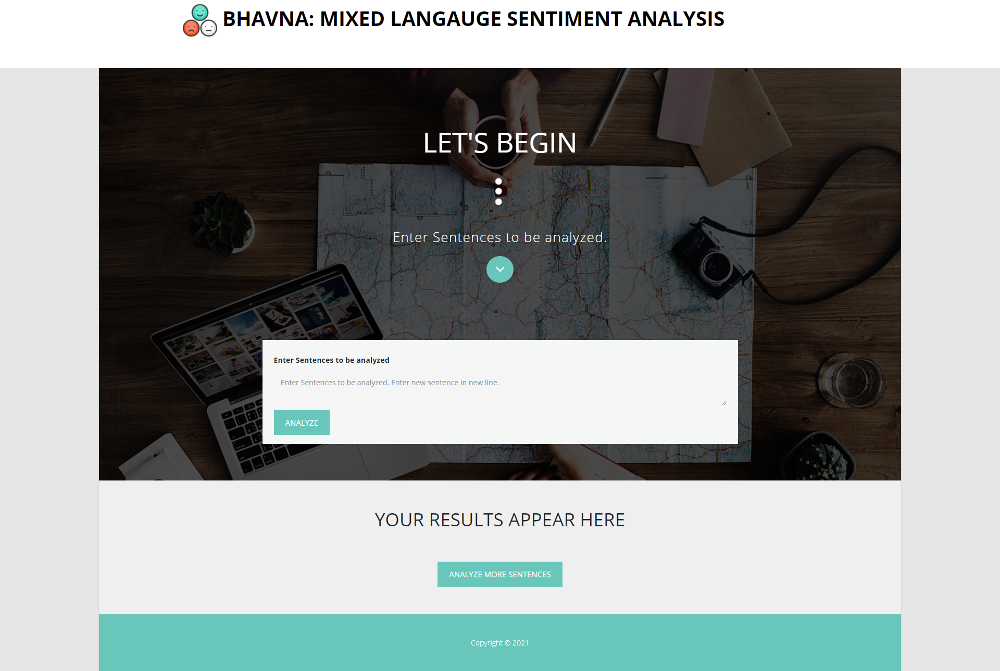 BHAVNA: MIXED LANGAUGE SENTIMENT ANALYSIS
LET'S BEGIN
Enter Sentences to be analyzed.
Enter Sentences to be analyzed
Enter Sentences to be analyzed. Enter new sentence in new line.
ANALYZE
YOUR RESULTS APPEAR HERE
ANALYZE MORE SENTENCES
Copyright © 2021